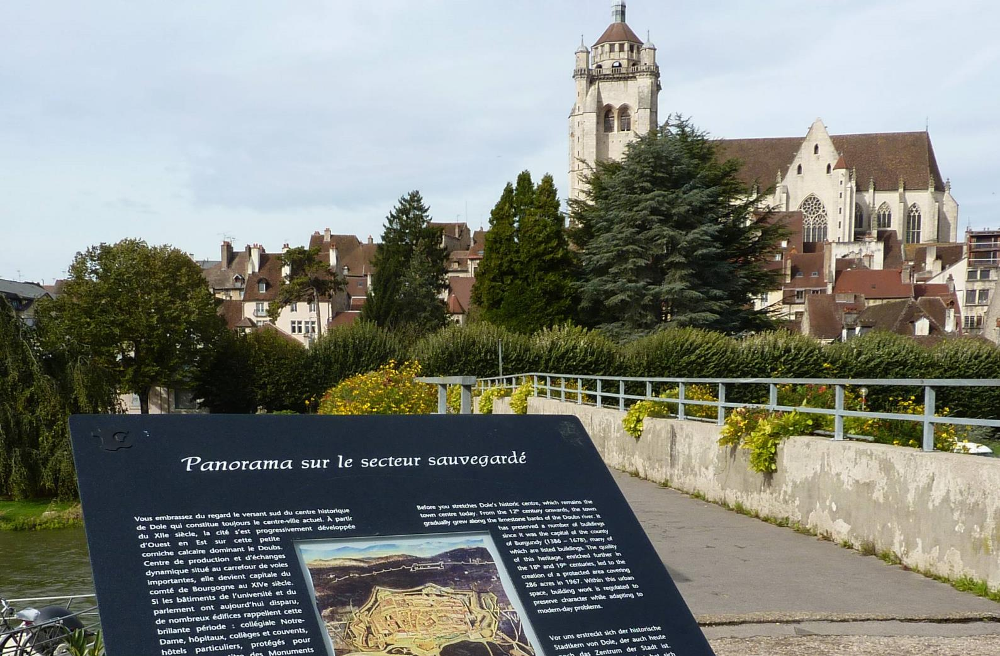 Panorama sur le secteur sauvegardé
Vous embrassez du regard le versant sud du centre historique
de Dole qui constitue toujours le centre-ville actuel. À partir
du XIIe siècle, la cité s'est progressivement développée
d'Ouest en Est sur cette petite
corniche calcaire dominant le Doubs.
Centre de production et d'échanges
dynamique situé au carrefour de voies
importantes, elle devient capitale du
comté de Bourgogne au XIVe siècle.
Si les bâtiments de l'université et du
parlement ont aujourd'hui disparu,
de nombreux édifices rappellent cette
brillante période : collégiale Notre-
Dame, hôpitaux, collèges et couvents,
hôtels particuliers, protégés pour
titre des Monuments
Before you stretches Dole's historic centre, which remains the
town centre today. From the 12th century onwards, the town
gradually grew along the limestone banks of the Doubs river. It
has preserved a number of buildings
since it was the capital of the county
of Burgundy (1386 – 1678), many of
which are listed buildings. The quality
of this heritage, enriched further in
the 18th and 19th centuries, led to the
creation of a protected area covering
286 acres in 1967. Within this urban
space, building work is regulated to
preserve character while adapting to
modern-day problems.
Vor uns erstreckt sich der historische
Stadtkern von Dole, der auch heute
noch das Zentrum der Stadt ist.
hat sich